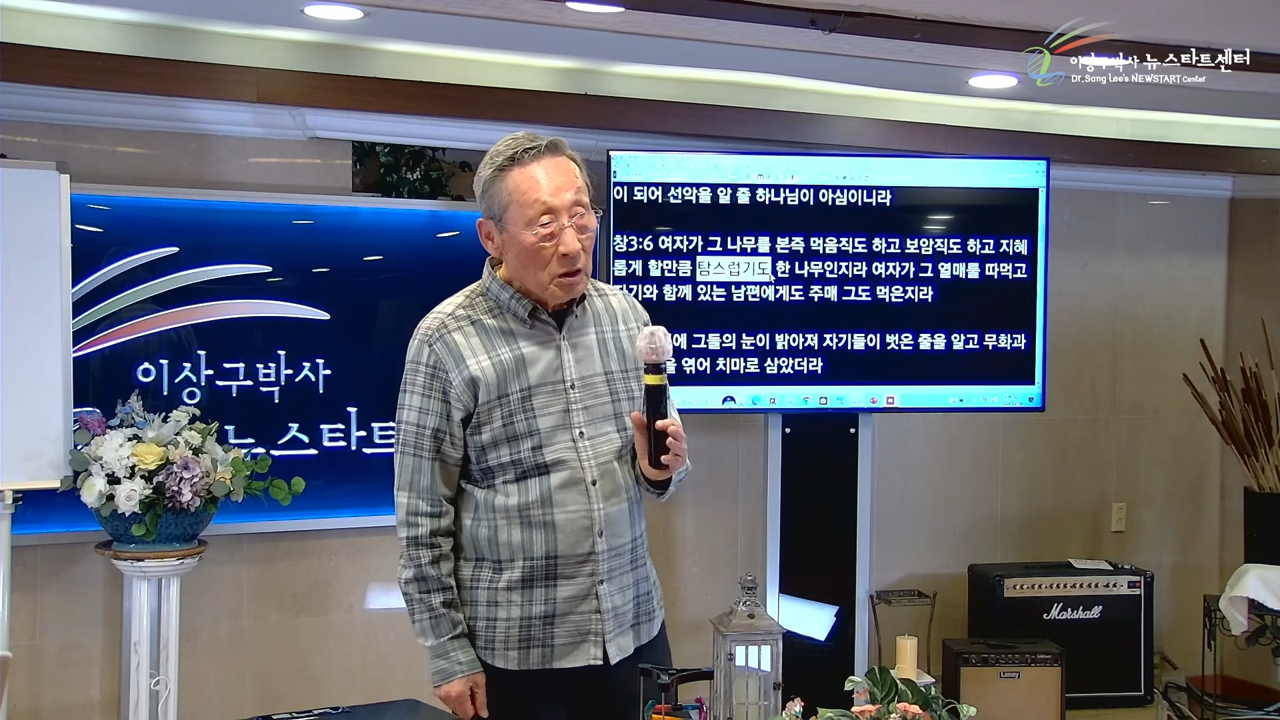 이상구박사 뉴스타트센터
Dr. Sang Lee's NEWSTART Center
이 되어 선악을 알 줄 하나님이 아심이니라
창3:6 여자가 그 나무를 본즉 먹음직도 하고 보암직도 하고 지혜
롭게 할만큼 탐스럽기도 한 나무인지라 여자가 그 열매를 따먹고
자기와 함께 있는 남편에게도 주매 그도 먹은지라
에 그들의 눈이 밝아져 자기들이 벗은 줄을 알고 무화과
을 엮어 치마로 삼았더라
이상구박사
뉴스타트
Marshall
Laney